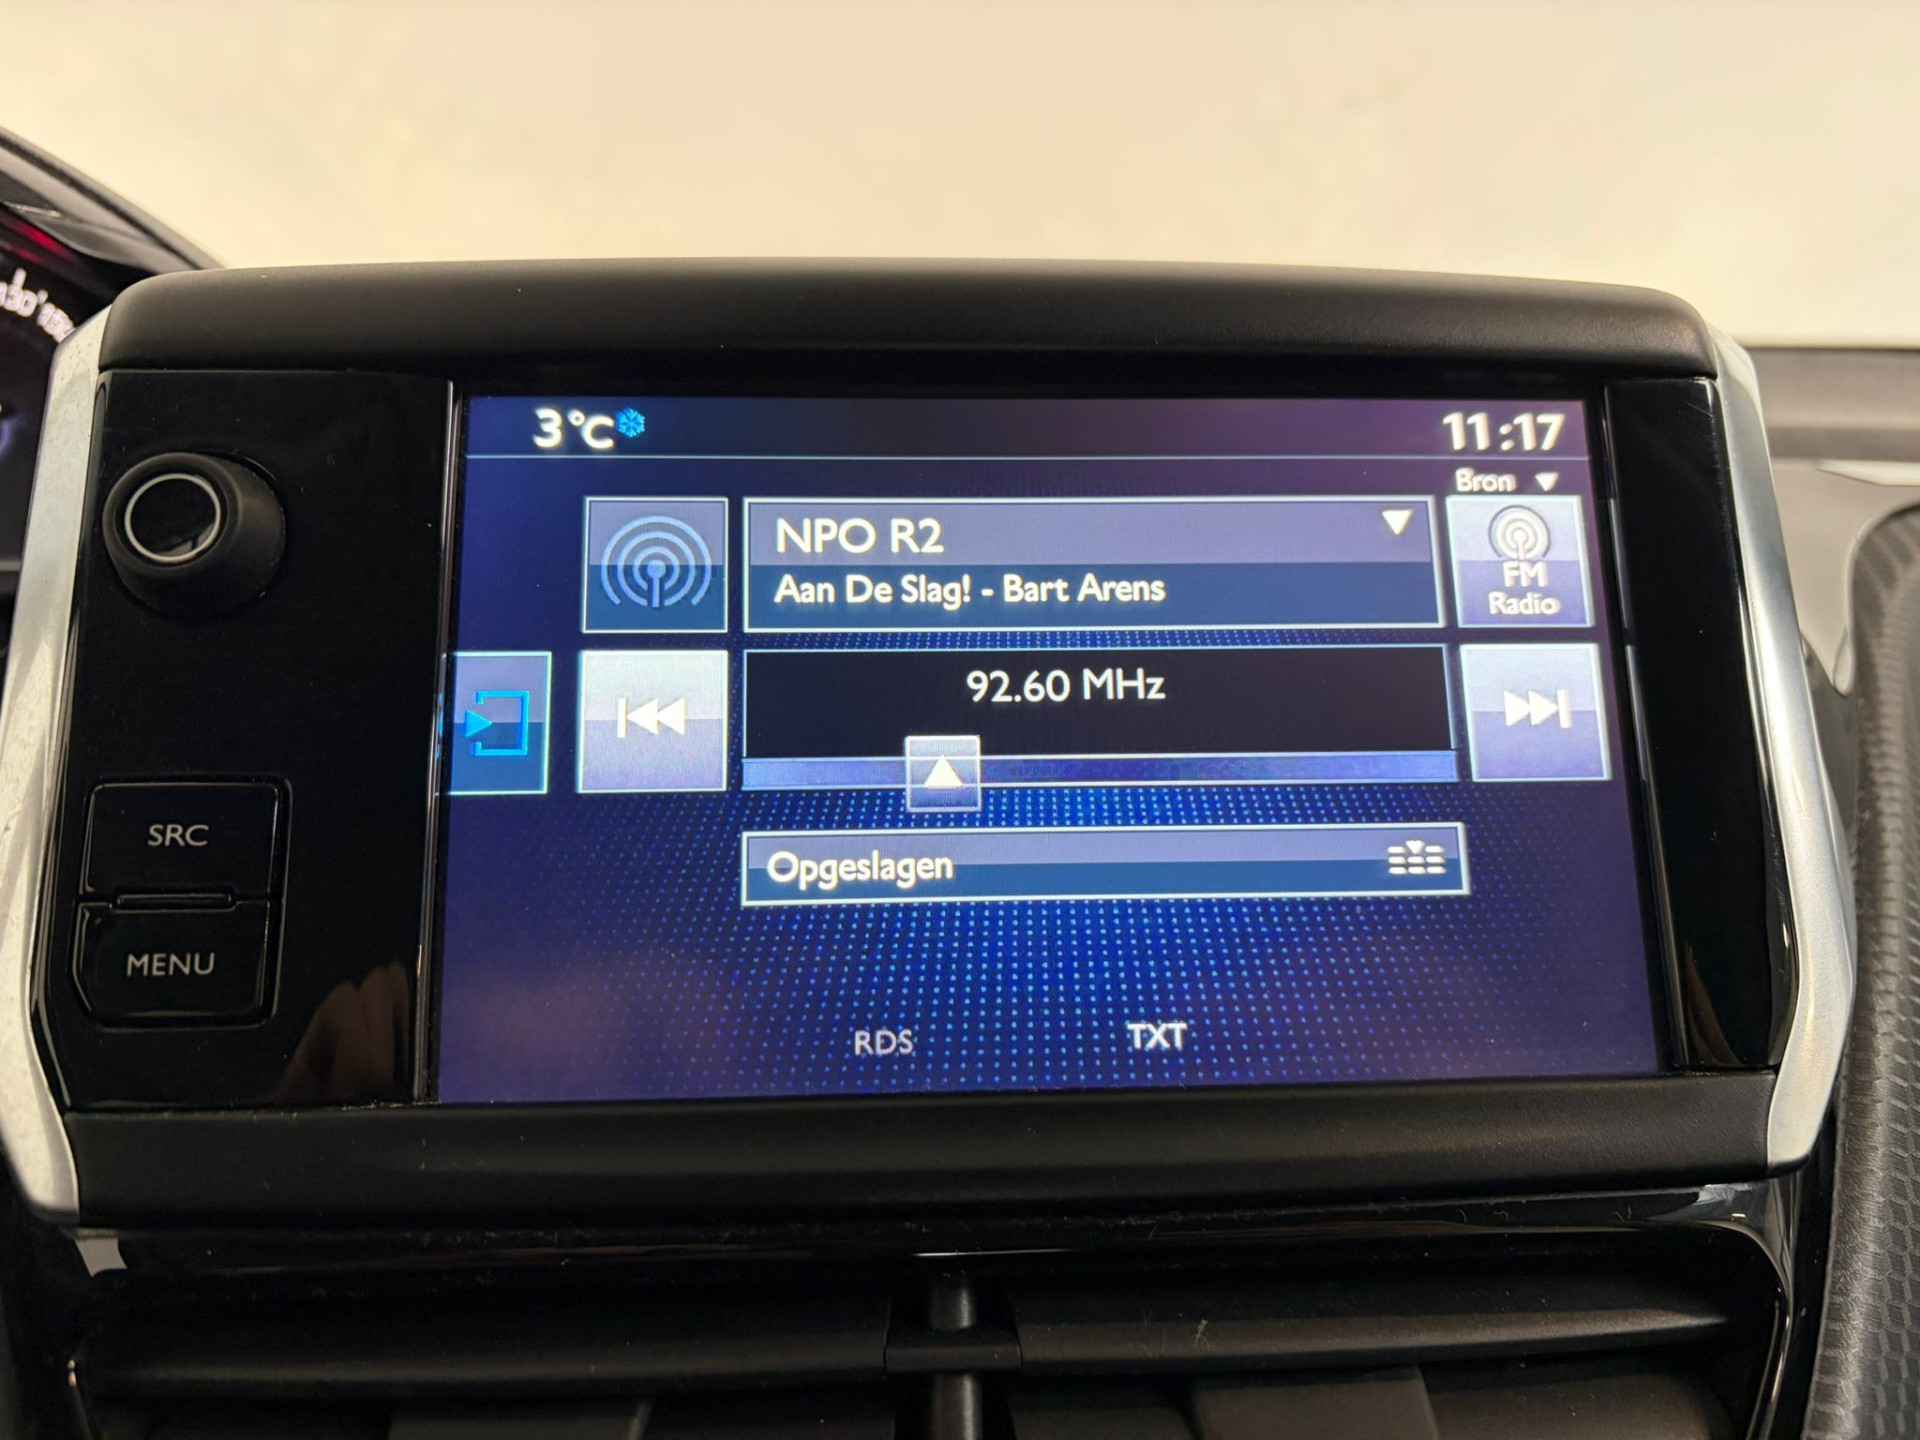 3°C
11:17
Bron
NPO R2
Aan De Slag! - Bart Arens
FM
Radio
92.60 MHz
SRC
Opgeslagen
MENU
RDS
TXT